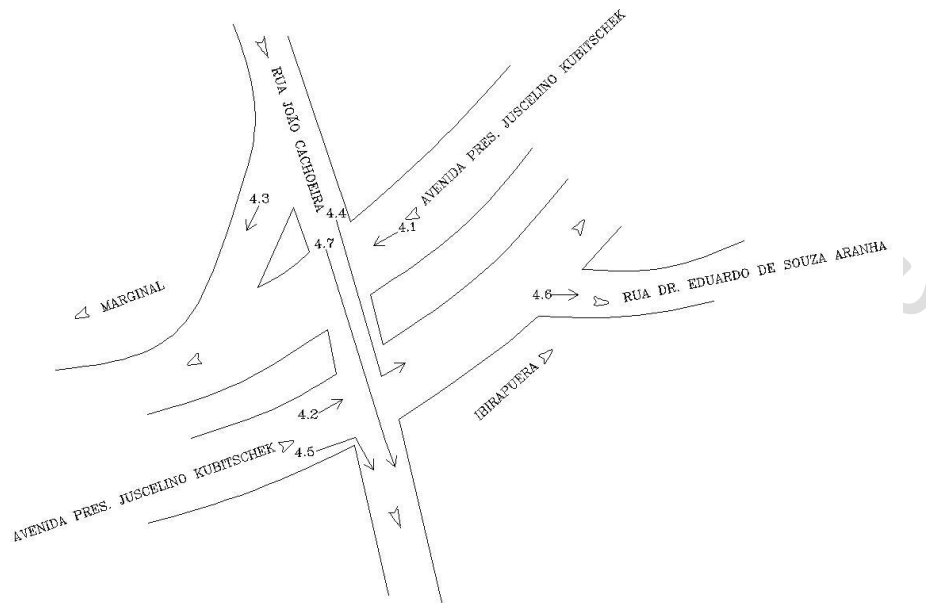 AVENIDA PRES. JUSCELINO KUBITSCHEK
RUA JOÃO CACHOEIRA
4.3
4.4
4.1
4.7
RUA DR. EDUARDO DE SOUZA ARANHA
4.6
MARGINAL
IBIRAPUERA
4.2
4.5
AVENIDA PRES. JUSCELINO KUBITSCHEK